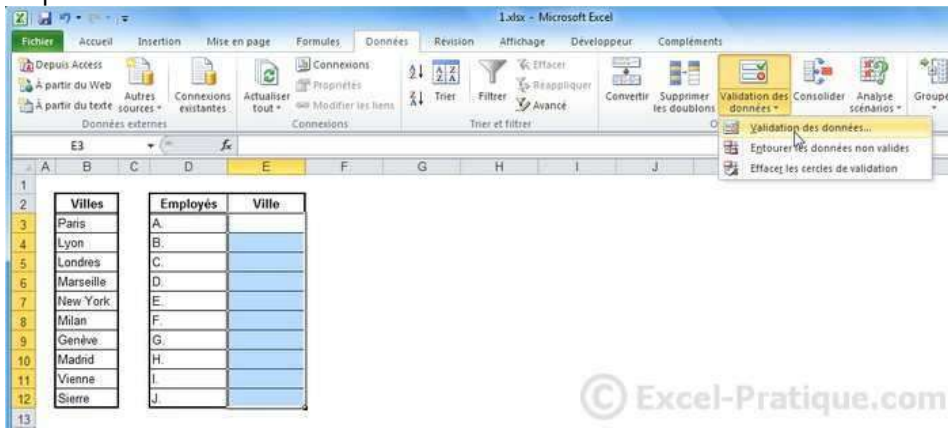 1.xlsx - Microsoft Excel
Fichier Accueil Insertion Mise en page Formules Données Révision Affichage Développeur Compléments
Depuis Access
À partir du Web
À partir du texte
Autres sources
Connexions existantes
Données externes
Actualiser tout
Connexions
Propriétés
Modifier les liens
Connexions
Trier
Filtrer
Effacer
Réappliquer
Avancé
Trier et filtrer
Convertir
Supprimer les doublons
Validation des données
Consolider
Analyse scénarios
Groupe
Validation des données...
Entourer les données non valides
Effacer les cercles de validation
E3 fx
A B C D E F G H I J
1
2 Villes Employés Ville
3 Paris A.
4 Lyon B.
5 Londres C.
6 Marseille D.
7 New York E.
8 Milan F.
9 Genève G.
10 Madrid H.
11 Vienne I.
12 Sierre J.
13
© Excel-Pratique.com